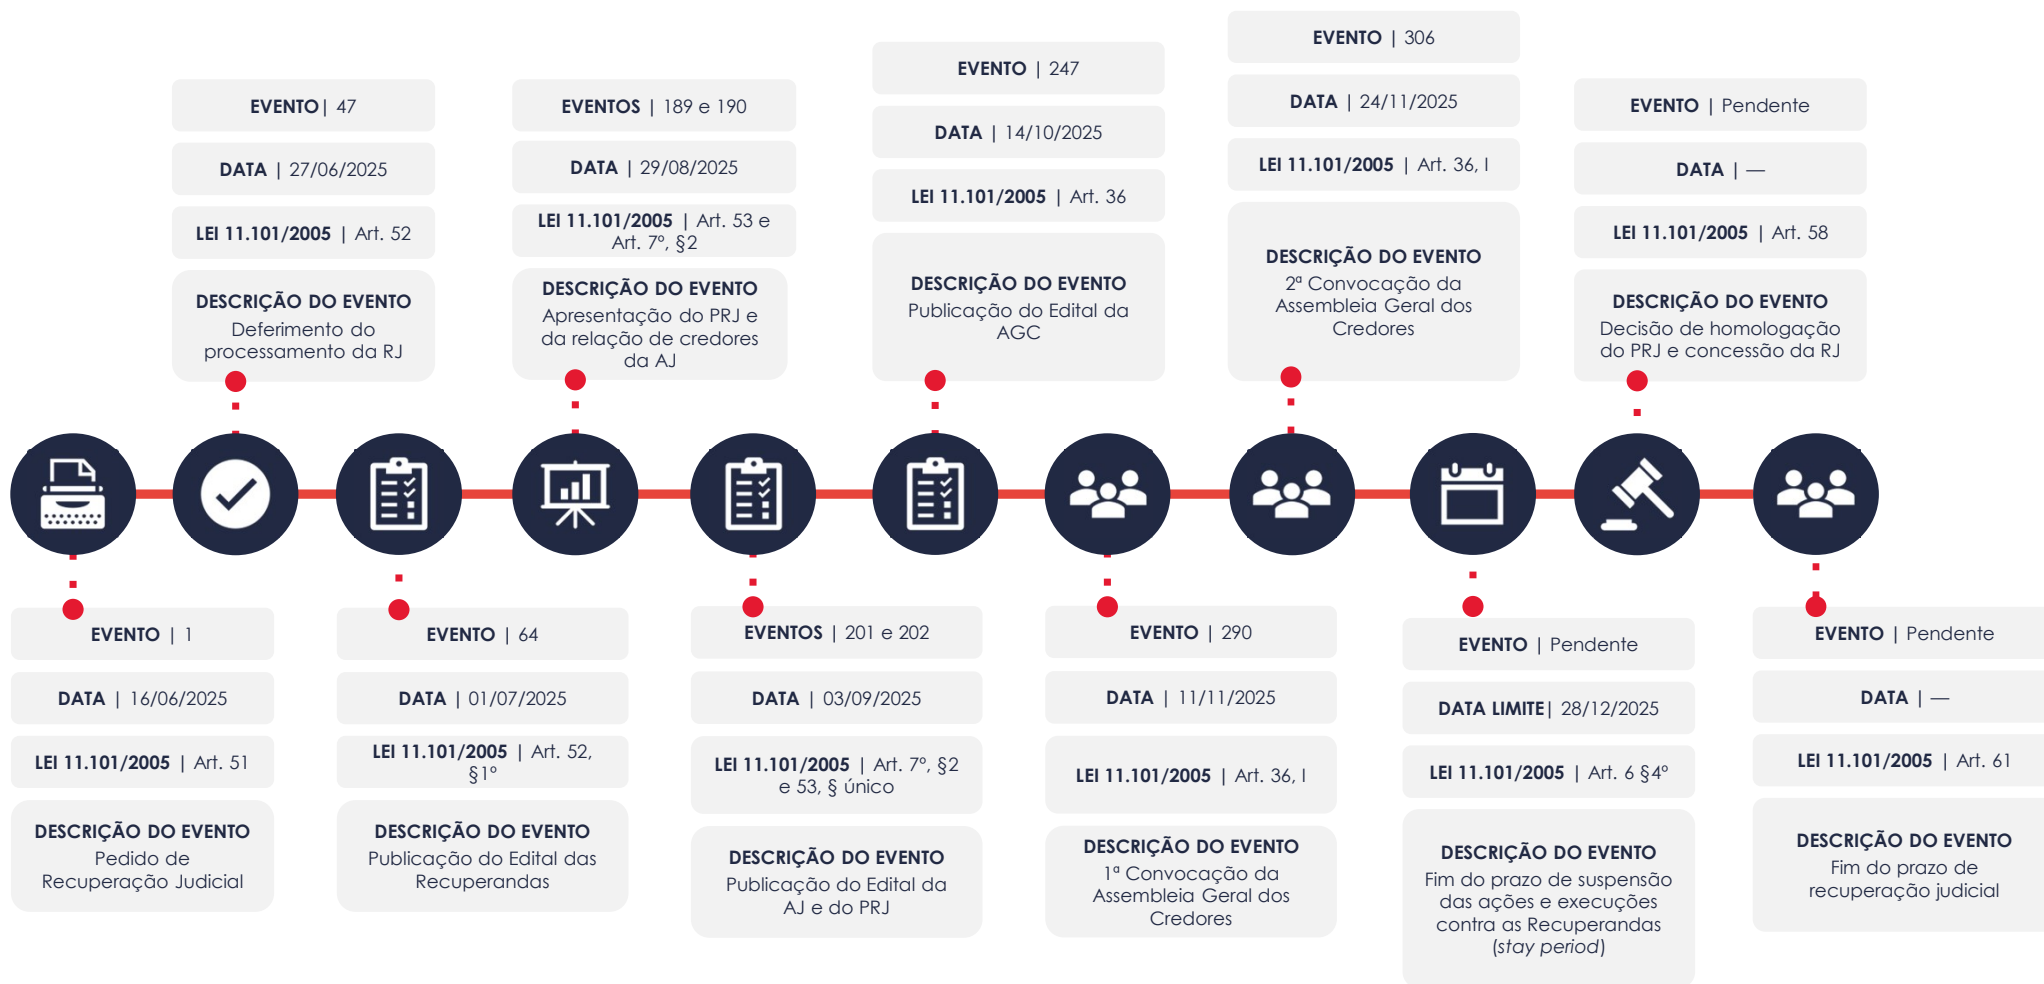 EVENTO | 1
DATA | 16/06/2025
LEI 11.101/2005 | Art. 51
DESCRIÇÃO DO EVENTO
Pedido de
Recuperação Judicial
EVENTO| 47
DATA | 27/06/2025
LEI 11.101/2005 | Art. 52
DESCRIÇÃO DO EVENTO
Deferimento do
processamento da RJ
EVENTO | 64
DATA | 01/07/2025
LEI 11.101/2005 | Art. 52,
§1º
DESCRIÇÃO DO EVENTO
Publicação do Edital das
Recuperandas
EVENTOS | 189 e 190
DATA | 29/08/2025
LEI 11.101/2005 | Art. 53 e
Art. 7º, §2
DESCRIÇÃO DO EVENTO
Apresentação do PRJ e
da relação de credores
da AJ
EVENTOS | 201 e 202
DATA | 03/09/2025
LEI 11.101/2005 | Art. 7º, §2
e 53, § único
DESCRIÇÃO DO EVENTO
Publicação do Edital da
AJ e do PRJ
EVENTO | 247
DATA | 14/10/2025
LEI 11.101/2005 | Art. 36
DESCRIÇÃO DO EVENTO
Publicação do Edital da
AGC
EVENTO | 290
DATA | 11/11/2025
LEI 11.101/2005 | Art. 36, I
DESCRIÇÃO DO EVENTO
1ª Convocação da
Assembleia Geral dos
Credores
EVENTO | 306
DATA | 24/11/2025
LEI 11.101/2005 | Art. 36, I
DESCRIÇÃO DO EVENTO
2ª Convocação da
Assembleia Geral dos
Credores
EVENTO | Pendente
DATA LIMITE| 28/12/2025
LEI 11.101/2005 | Art. 6 §4º
DESCRIÇÃO DO EVENTO
Fim do prazo de suspensão
das ações e execuções
contra as Recuperandas
(stay period)
EVENTO | Pendente
DATA | —
LEI 11.101/2005 | Art. 58
DESCRIÇÃO DO EVENTO
Decisão de homologação
do PRJ e concessão da RJ
EVENTO | Pendente
DATA | —
LEI 11.101/2005 | Art. 61
DESCRIÇÃO DO EVENTO
Fim do prazo de
recuperação judicial